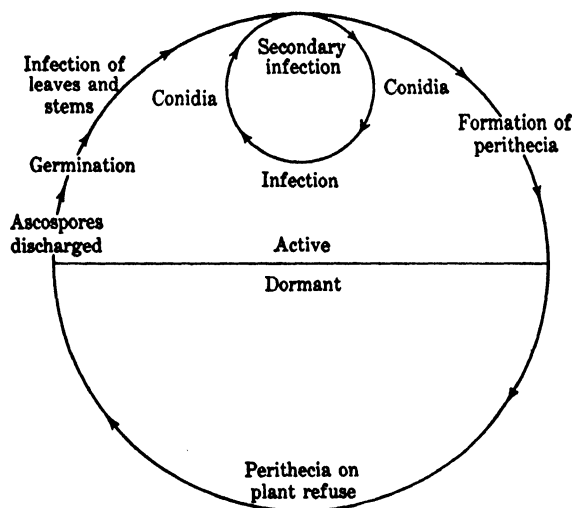 Secondary
infection
Infection of
leaves and
stems
Conidia
Conidia
Formation of
perithecia
Germination
Infection
Ascospores
discharged
Active
Dormant
Perithecia on
plant refuse